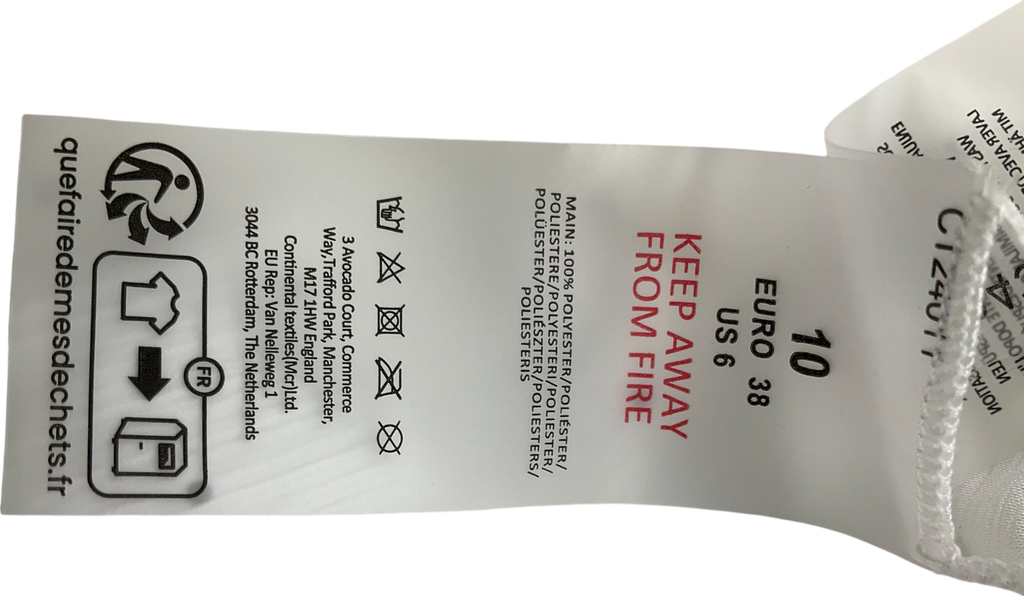 10
EURO 38
US 6
KEEP AWAY
FROM FIRE
MAIN: 100% POLYESTER/POLIÉSTER/
POLIESTERE/POLYESTERI/POLIESTER/
POLÜESTER/POLIÉSZTER/POLIESTERS/
POLIESTERIS
3 Avocado Court, Commerce
Way,Trafford Park, Manchester,
M17 1HW England
Continental textiles(Mcr)Ltd.
EU Rep: Van Nelleweg 1
3044 BC Rotterdam, The Netherlands
FR
quefairedemesdechets.fr